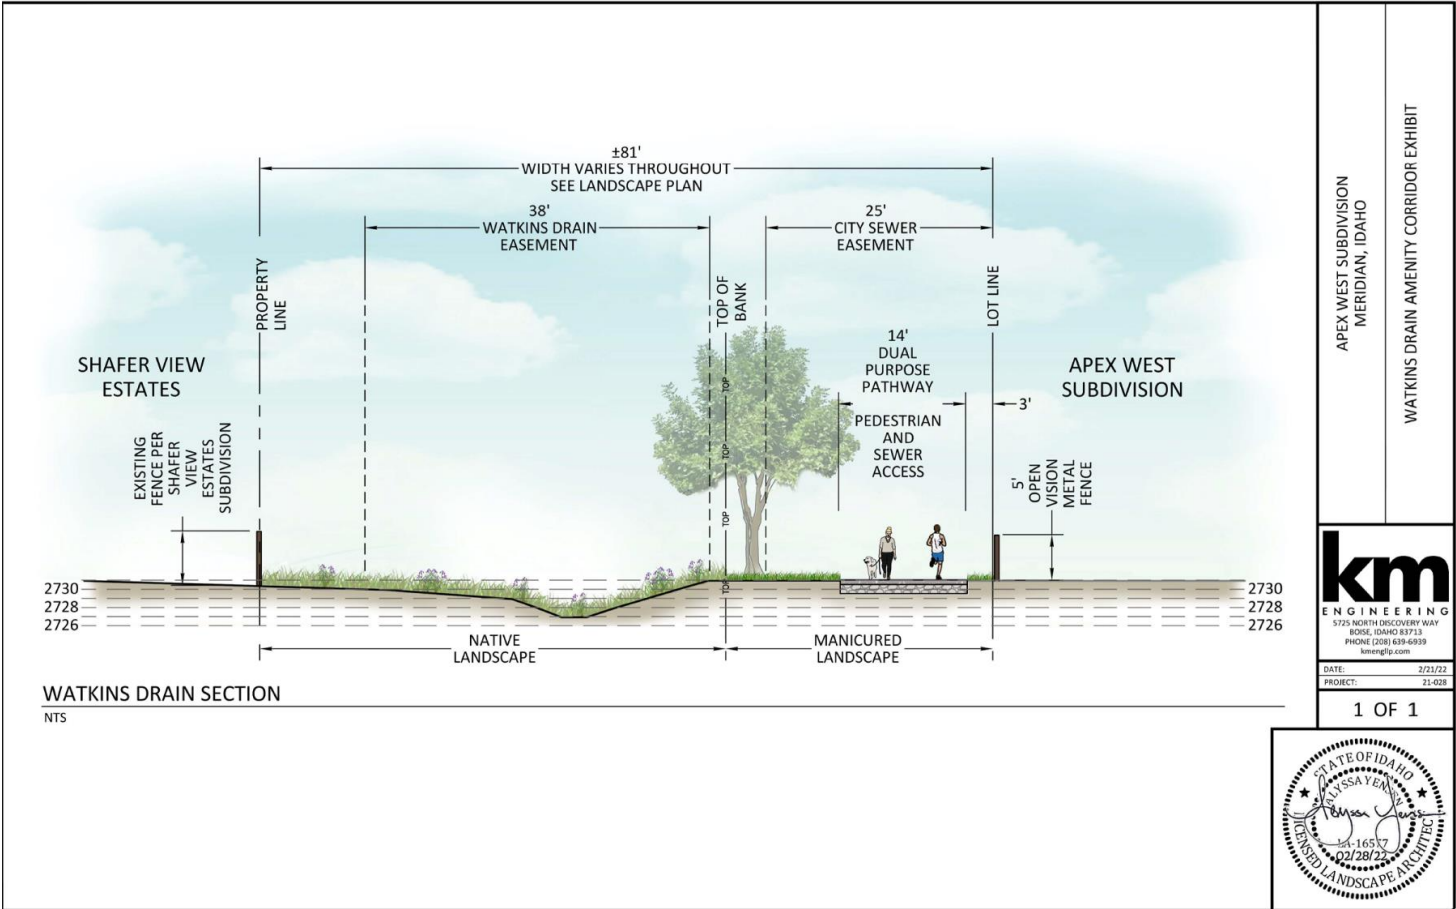 ±81'
WIDTH VARIES THROUGHOUT
SEE LANDSCAPE PLAN
38'
WATKINS DRAIN
EASEMENT
25'
CITY SEWER
EASEMENT
PROPERTY
LINE
TOP OF
BANK
LOT LINE
SHAFER VIEW
ESTATES
14'
DUAL
PURPOSE
PATHWAY
PEDESTRIAN
AND
SEWER
ACCESS
3'
APEX WEST
SUBDIVISION
EXISTING
FENCE PER
SHAFER
VIEW
ESTATES
SUBDIVISION
TOP
TOP
TOP
TOP
5'
OPEN
VISION
METAL
FENCE
2730
2728
2726
2730
2728
2726
NATIVE
LANDSCAPE
MANICURED
LANDSCAPE
WATKINS DRAIN SECTION
NTS
APEX WEST SUBDIVISION
MERIDIAN, IDAHO
WATKINS DRAIN AMENITY CORRIDOR EXHIBIT
km
ENGINEERING
5725 NORTH DISCOVERY WAY
BOISE, IDAHO 83713
PHONE (208) 639-6939
kmengllp.com
DATE: 2/21/22
PROJECT: 21-028
1 OF 1
STATE OF IDAHO
ALYSSA YENSEN
LA-16577
02/28/22
LICENSED LANDSCAPE ARCHITECT